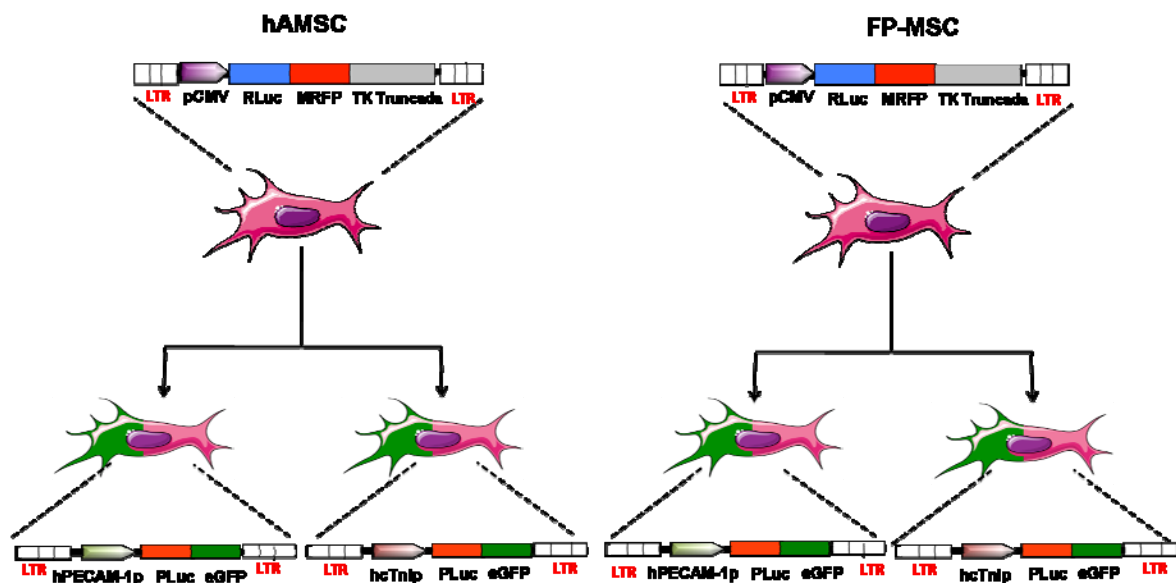 hAMSC FP-MSC
LTR pCMV RLuc MRFP TK Truncada LTR
LTR pCMV RLuc MRFP TK Truncada LTR
LTR hPECAM-1p PLuc eGFP LTR
LTR hcTnIp PLuc eGFP LTR
LTR hPECAM-1p PLuc eGFP LTR
LTR hcTnIp PLuc eGFP LTR